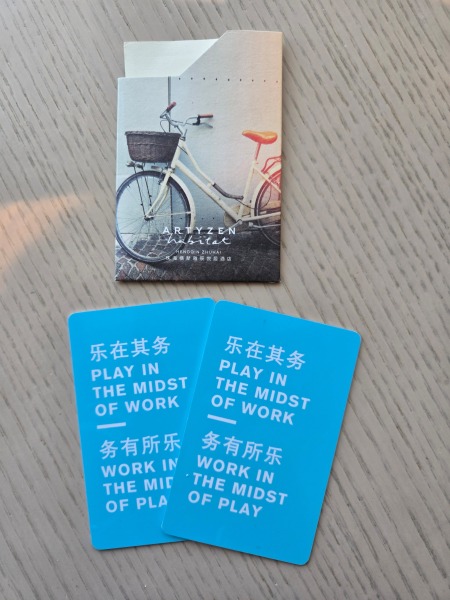 ARTYZEN
habitat
HENGQIN ZHUHAI
乐在其务
PLAY IN
THE MIDST
OF WORK
务有所乐
WORK IN
THE MID
OF PLA
乐在其务
PLAY IN
THE MIDST
OF WORK
务有所乐
WORK IN
THE MIDST
OF PLAY